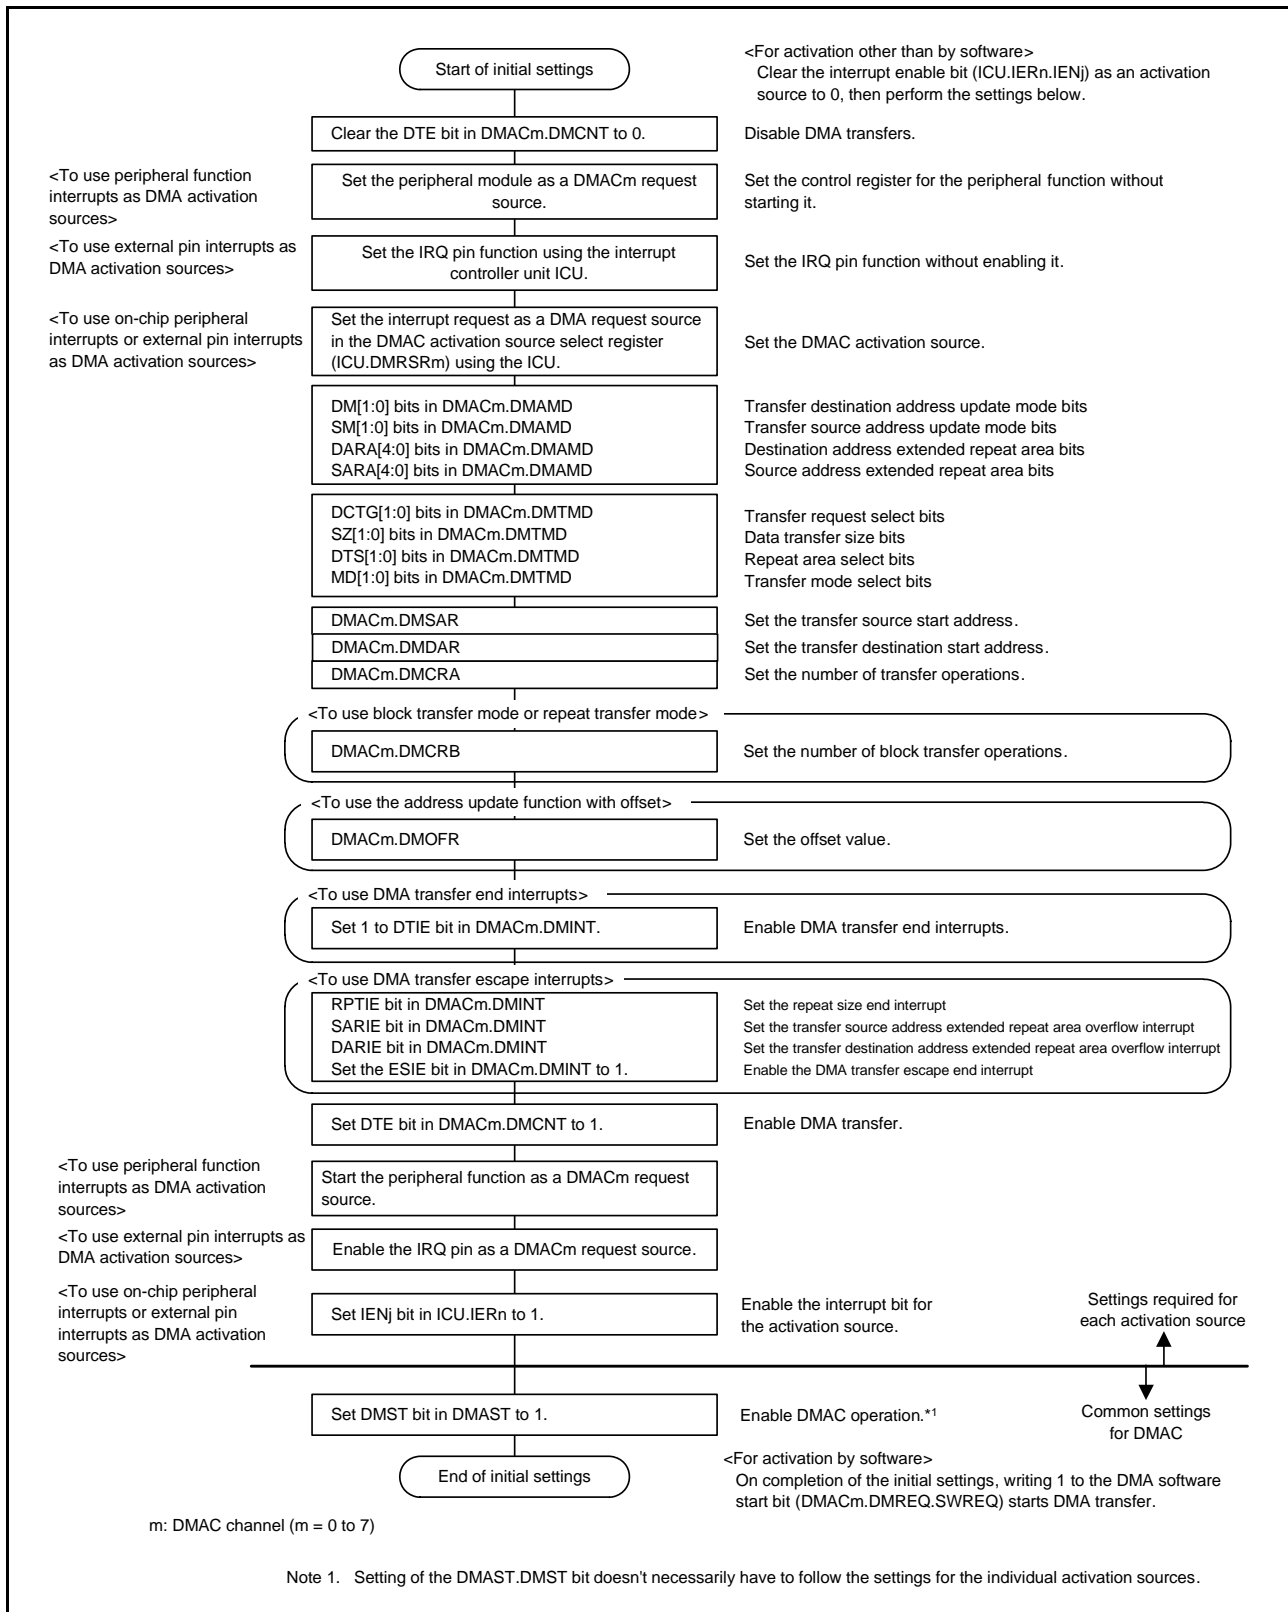 Start of initial settings
<For activation other than by software>
Clear the interrupt enable bit (ICU.IERn.IENj) as an activation
source to 0, then perform the settings below.
Clear the DTE bit in DMACm.DMCNT to 0.
Disable DMA transfers.
<To use peripheral function
interrupts as DMA activation
sources>
Set the peripheral module as a DMACm request
source.
Set the control register for the peripheral function without
starting it.
<To use external pin interrupts as
DMA activation sources>
Set the IRQ pin function using the interrupt
controller unit ICU.
Set the IRQ pin function without enabling it.
<To use on-chip peripheral
interrupts or external pin interrupts
as DMA activation sources>
Set the interrupt request as a DMA request source
in the DMAC activation source select register
(ICU.DMRSRm) using the ICU.
Set the DMAC activation source.
DM[1:0] bits in DMACm.DMAMD
SM[1:0] bits in DMACm.DMAMD
DARA[4:0] bits in DMACm.DMAMD
SARA[4:0] bits in DMACm.DMAMD
Transfer destination address update mode bits
Transfer source address update mode bits
Destination address extended repeat area bits
Source address extended repeat area bits
DCTG[1:0] bits in DMACm.DMTMD
SZ[1:0] bits in DMACm.DMTMD
DTS[1:0] bits in DMACm.DMTMD
MD[1:0] bits in DMACm.DMTMD
Transfer request select bits
Data transfer size bits
Repeat area select bits
Transfer mode select bits
DMACm.DMSAR
Set the transfer source start address.
DMACm.DMDAR
Set the transfer destination start address.
DMACm.DMCRA
Set the number of transfer operations.
<To use block transfer mode or repeat transfer mode>
DMACm.DMCRB
Set the number of block transfer operations.
<To use the address update function with offset>
DMACm.DMOFR
Set the offset value.
<To use DMA transfer end interrupts>
Set 1 to DTIE bit in DMACm.DMINT.
Enable DMA transfer end interrupts.
<To use DMA transfer escape interrupts>
RPTIE bit in DMACm.DMINT
SARIE bit in DMACm.DMINT
DARIE bit in DMACm.DMINT
Set the ESIE bit in DMACm.DMINT to 1.
Set the repeat size end interrupt
Set the transfer source address extended repeat area overflow interrupt
Set the transfer destination address extended repeat area overflow interrupt
Enable the DMA transfer escape end interrupt
Set DTE bit in DMACm.DMCNT to 1.
Enable DMA transfer.
<To use peripheral function
interrupts as DMA activation
sources>
Start the peripheral function as a DMACm request
source.
<To use external pin interrupts as
DMA activation sources>
Enable the IRQ pin as a DMACm request source.
<To use on-chip peripheral
interrupts or external pin
interrupts as DMA activation
sources>
Set IENj bit in ICU.IERn to 1.
Enable the interrupt bit for
the activation source.
Settings required for
each activation source
Set DMST bit in DMAST to 1.
Enable DMAC operation.*1
Common settings
for DMAC
End of initial settings
<For activation by software>
On completion of the initial settings, writing 1 to the DMA software
start bit (DMACm.DMREQ.SWREQ) starts DMA transfer.
m: DMAC channel (m = 0 to 7)
Note 1. Setting of the DMAST.DMST bit doesn't necessarily have to follow the settings for the individual activation sources.